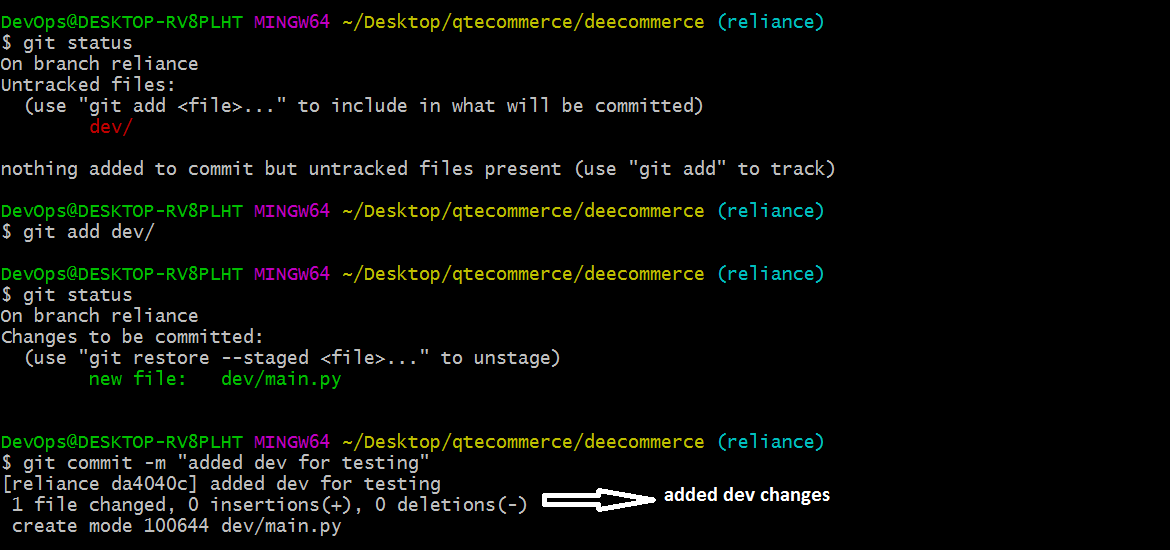 DevOps@DESKTOP-RV8PLHT MINGW64 ~/Desktop/qtecommerce/deecommerce (reliance)
$ git status
On branch reliance
Untracked files:
  (use "git add <file>..." to include in what will be committed)
        dev/
nothing added to commit but untracked files present (use "git add" to track)
DevOps@DESKTOP-RV8PLHT MINGW64 ~/Desktop/qtecommerce/deecommerce (reliance)
$ git add dev/
DevOps@DESKTOP-RV8PLHT MINGW64 ~/Desktop/qtecommerce/deecommerce (reliance)
$ git status
On branch reliance
Changes to be committed:
  (use "git restore --staged <file>..." to unstage)
        new file:   dev/main.py
DevOps@DESKTOP-RV8PLHT MINGW64 ~/Desktop/qtecommerce/deecommerce (reliance)
$ git commit -m "added dev for testing"
[reliance da4040c] added dev for testing
 1 file changed, 0 insertions(+), 0 deletions(-)
added dev changes
 create mode 100644 dev/main.py